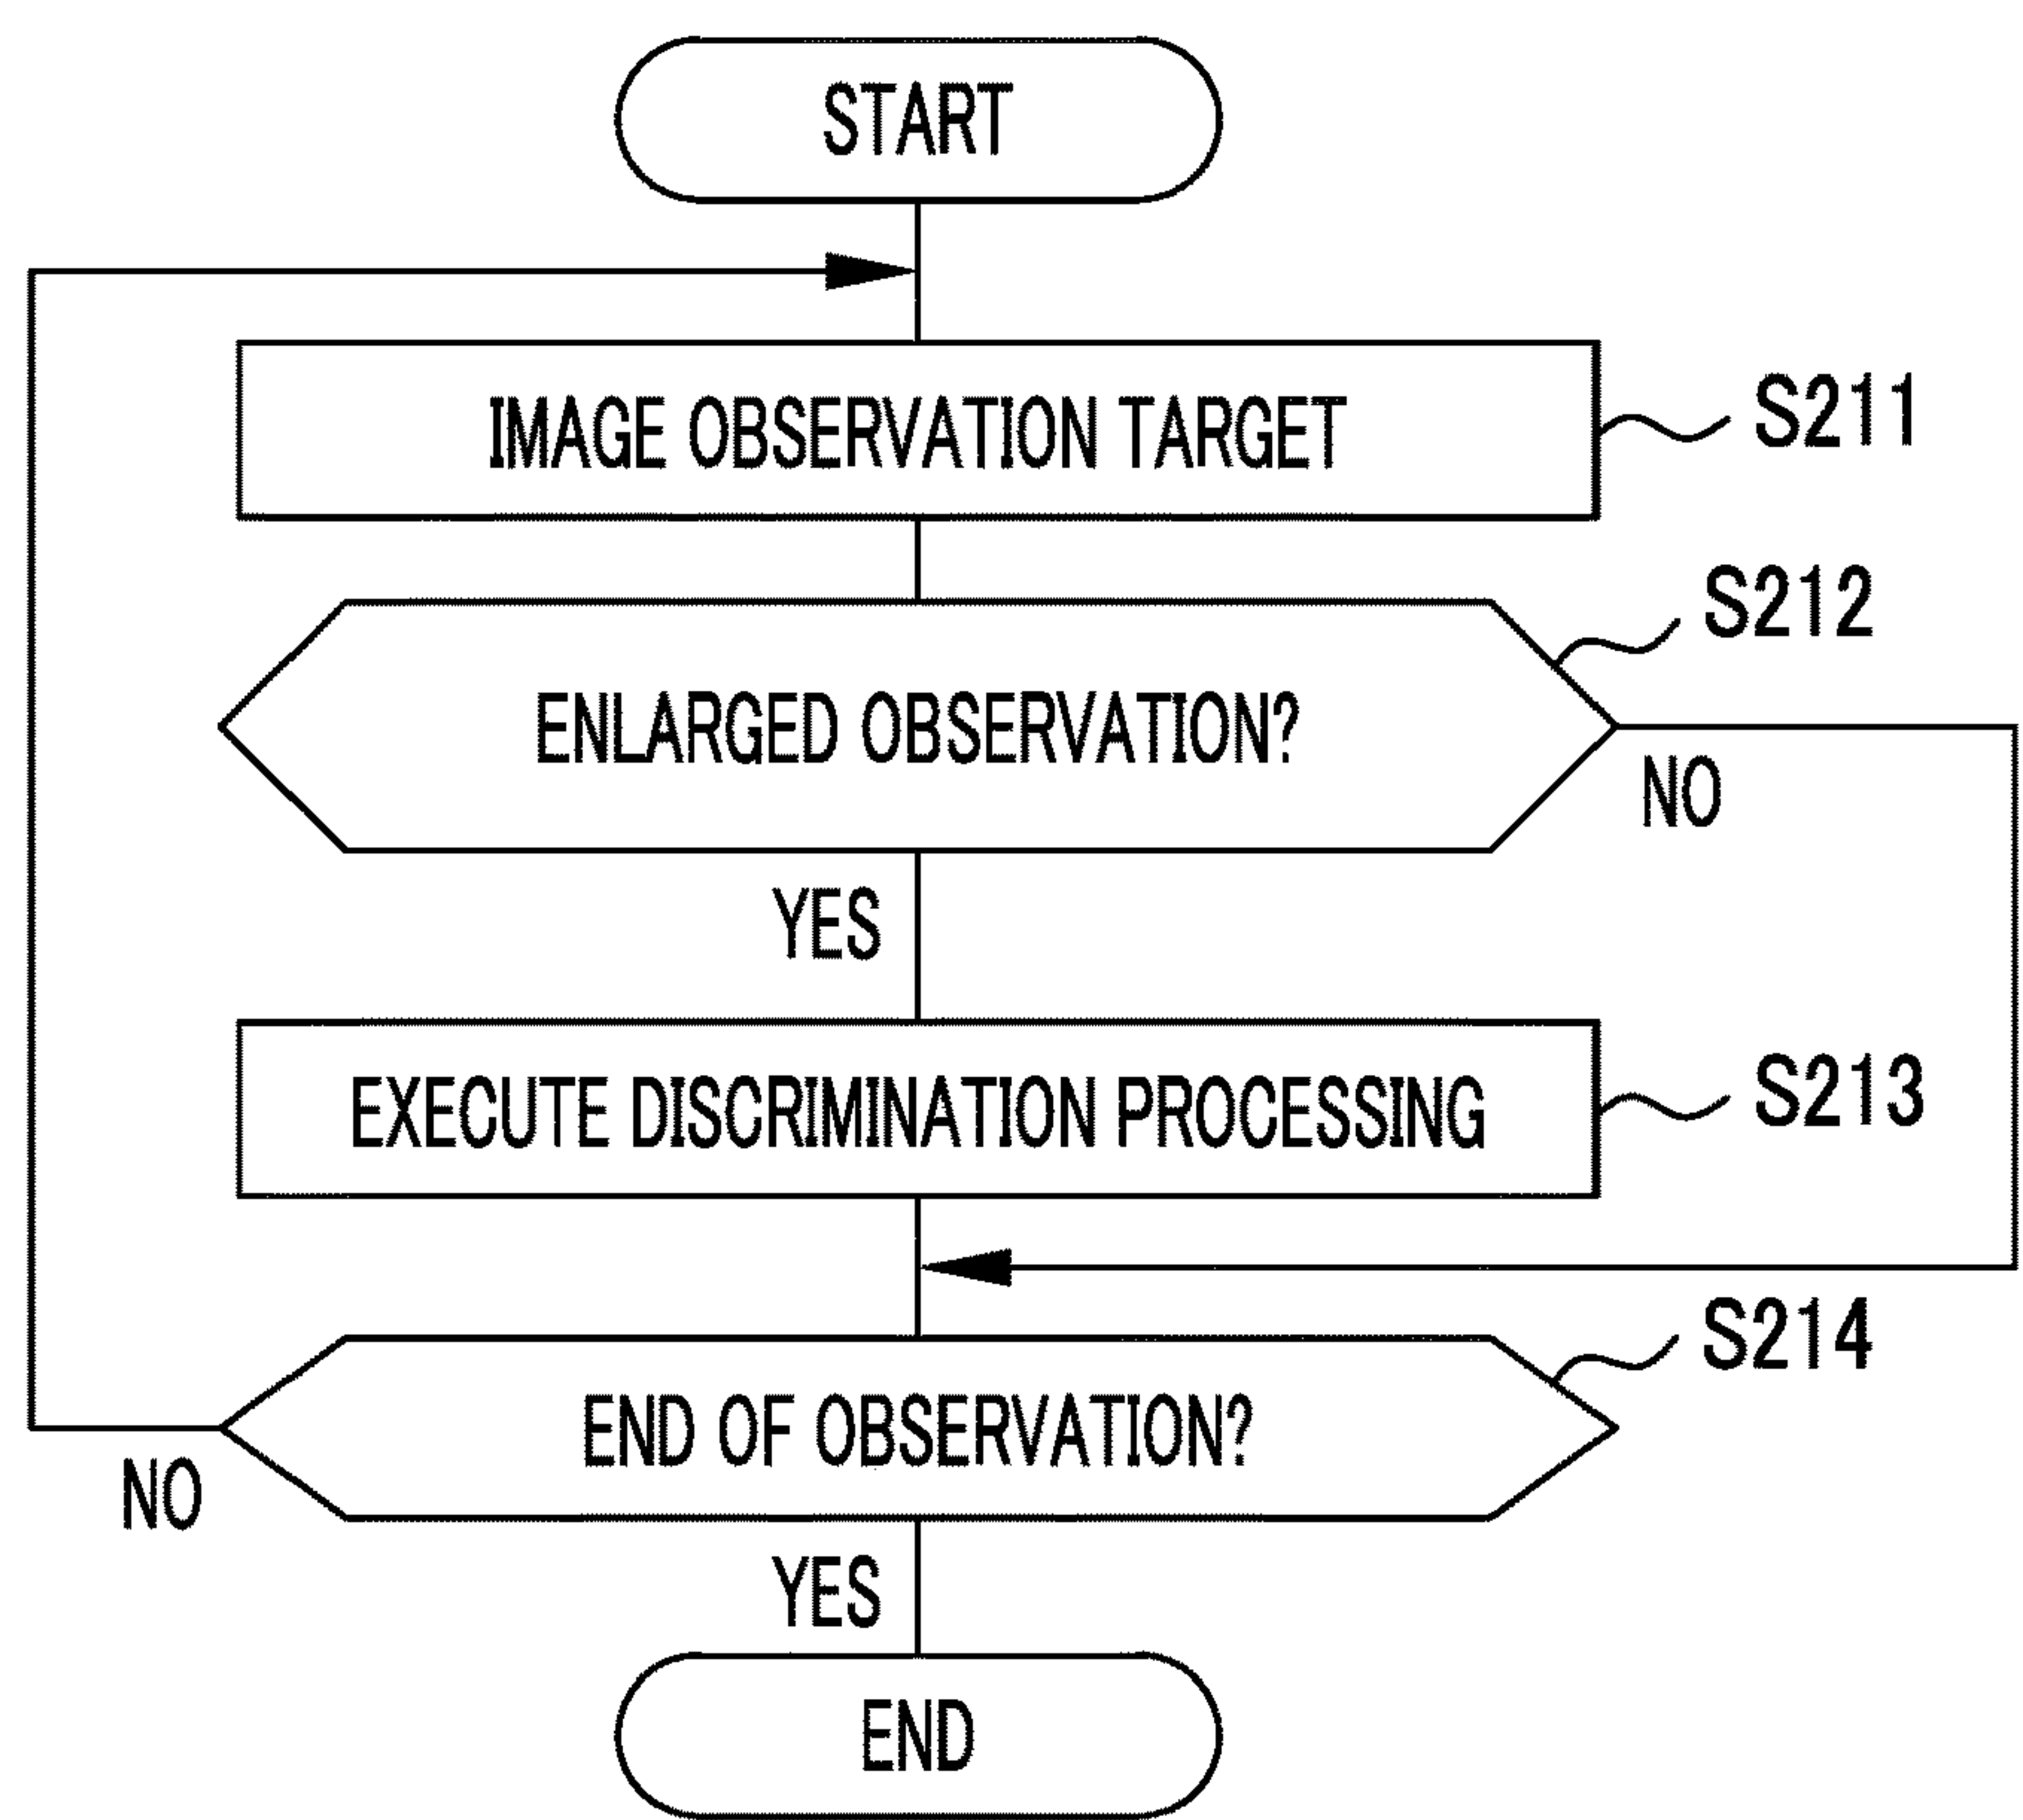 START
IMAGE OBSERVATION TARGET
S211
S212
ENLARGED OBSERVATION?
NO
YES
EXECUTE DISCRIMINATION PROCESSING
S213
S214
END OF OBSERVATION?
NO
YES
END